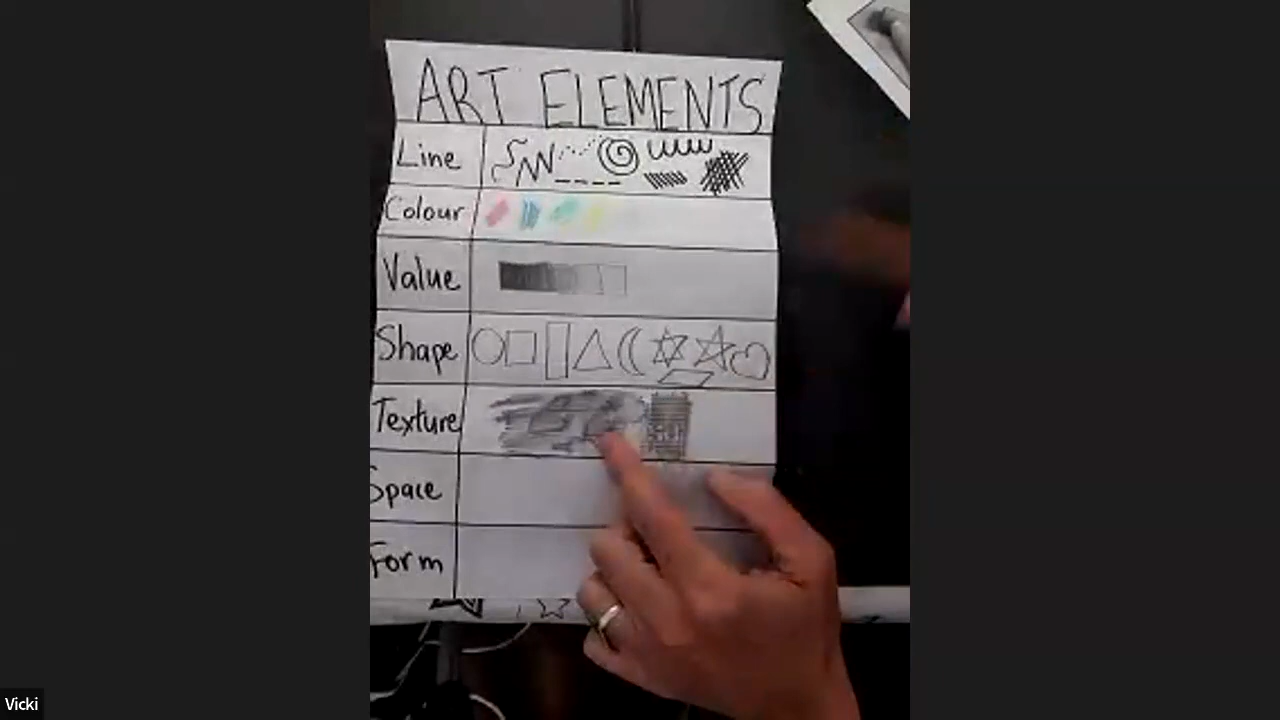 ART ELEMENTS
Line
Colour
Value
Shape
Texture
Space
Form
Vicki